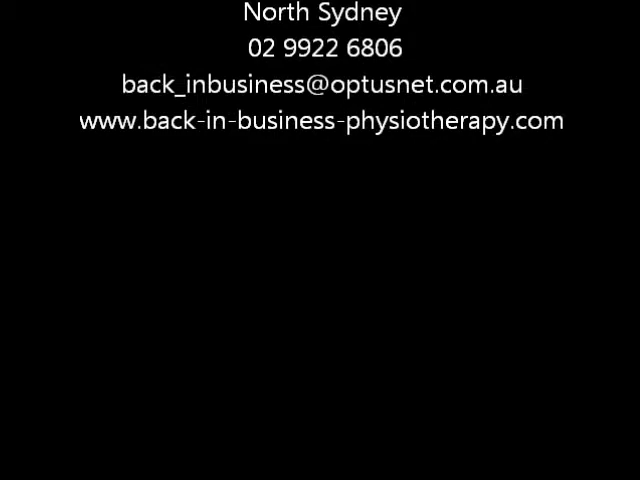 North Sydney
02 9922 6806
back_inbusiness@optusnet.com.au
www.back-in-business-physiotherapy.com